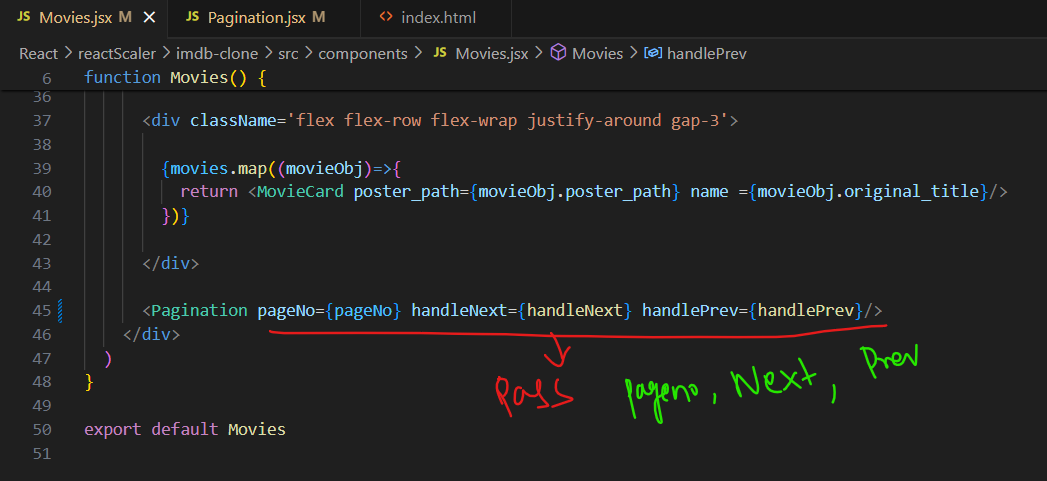 JS Movies.jsx M × JS Pagination.jsx M <> index.html
React > reactScaler > imdb-clone > src > components > JS Movies.jsx > Movies > handlePrev
6 function Movies() {
36
37 <div className='flex flex-row flex-wrap justify-around gap-3'>
38
39 {movies.map((movieObj)=>{
40 return <MovieCard poster_path={movieObj.poster_path} name ={movieObj.original_title}/>
41 })}
42
43 </div>
44
45 <Pagination pageNo={pageNo} handleNext={handleNext} handlePrev={handlePrev}/>
46 </div>
47 )
48 }
Pass pageno, Next, Prev
49
50 export default Movies
51